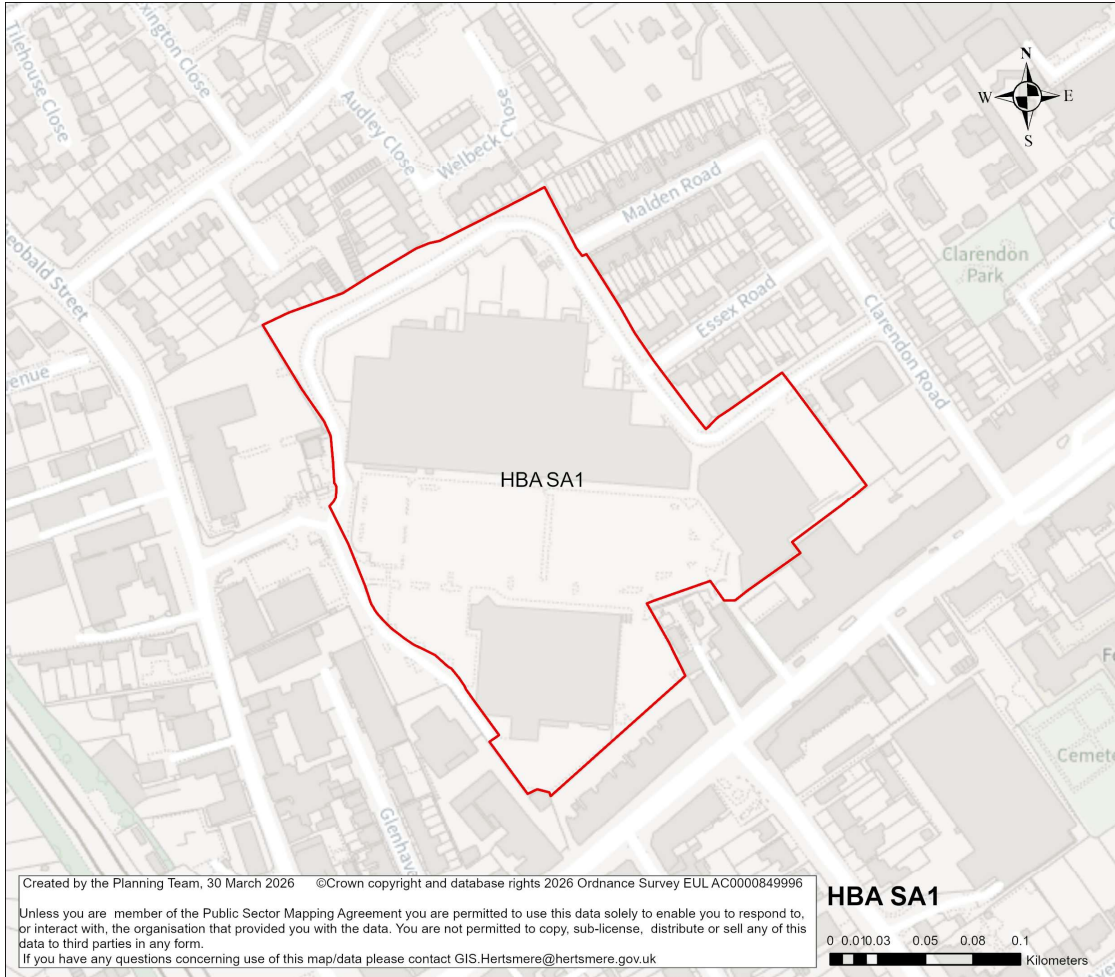 Tilehouse Close
xington Close
Audley Close
Welbeck Close
N
W E
S
Malden Road
Clarendon
Park
eobald Street
Essex Road
Clarendon Road
enue
HBA SA1
Cemete
Glenhave
Created by the Planning Team, 30 March 2026 ©Crown copyright and database rights 2026 Ordnance Survey EUL AC0000849996
Unless you are member of the Public Sector Mapping Agreement you are permitted to use this data solely to enable you to respond to,
or interact with, the organisation that provided you with the data. You are not permitted to copy, sub-license, distribute or sell any of this
data to third parties in any form.
If you have any questions concerning use of this map/data please contact GIS.Hertsmere@hertsmere.gov.uk
HBA SA1
0 0.01 0.03 0.05 0.08 0.1
Kilometers